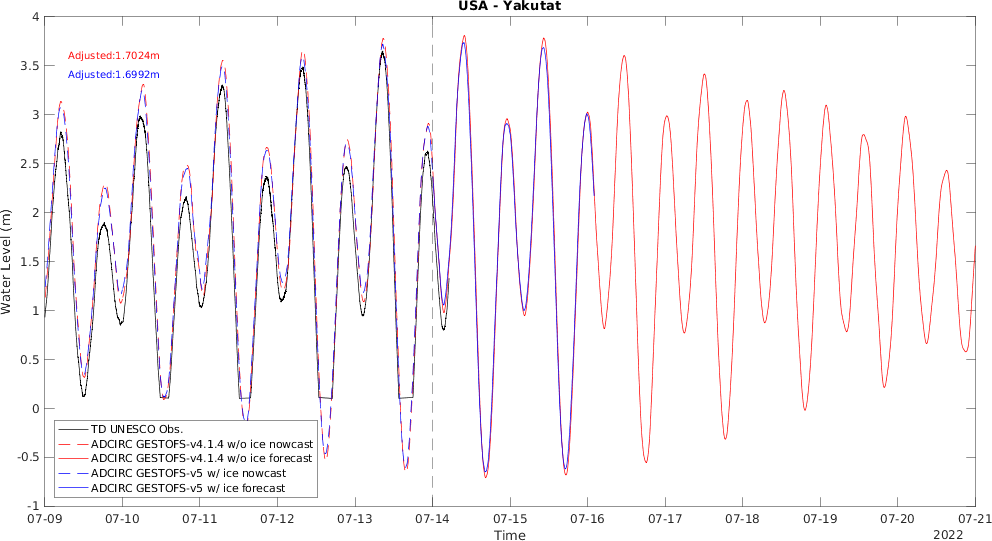 USA - Yakutat
4
3.5
3
2.5
2
1.5
1
0.5
0
-0.5
-1
Water Level (m)
Adjusted:1.7024m
Adjusted:1.6992m
TD UNESCO Obs.
ADCIRC GESTOFS-v4.1.4 w/o ice nowcast
ADCIRC GESTOFS-v4.1.4 w/o ice forecast
ADCIRC GESTOFS-v5 w/ ice nowcast
ADCIRC GESTOFS-v5 w/ ice forecast
07-09 07-10 07-11 07-12 07-13 07-14 07-15 07-16 07-17 07-18 07-19 07-20 07-21
Time
2022